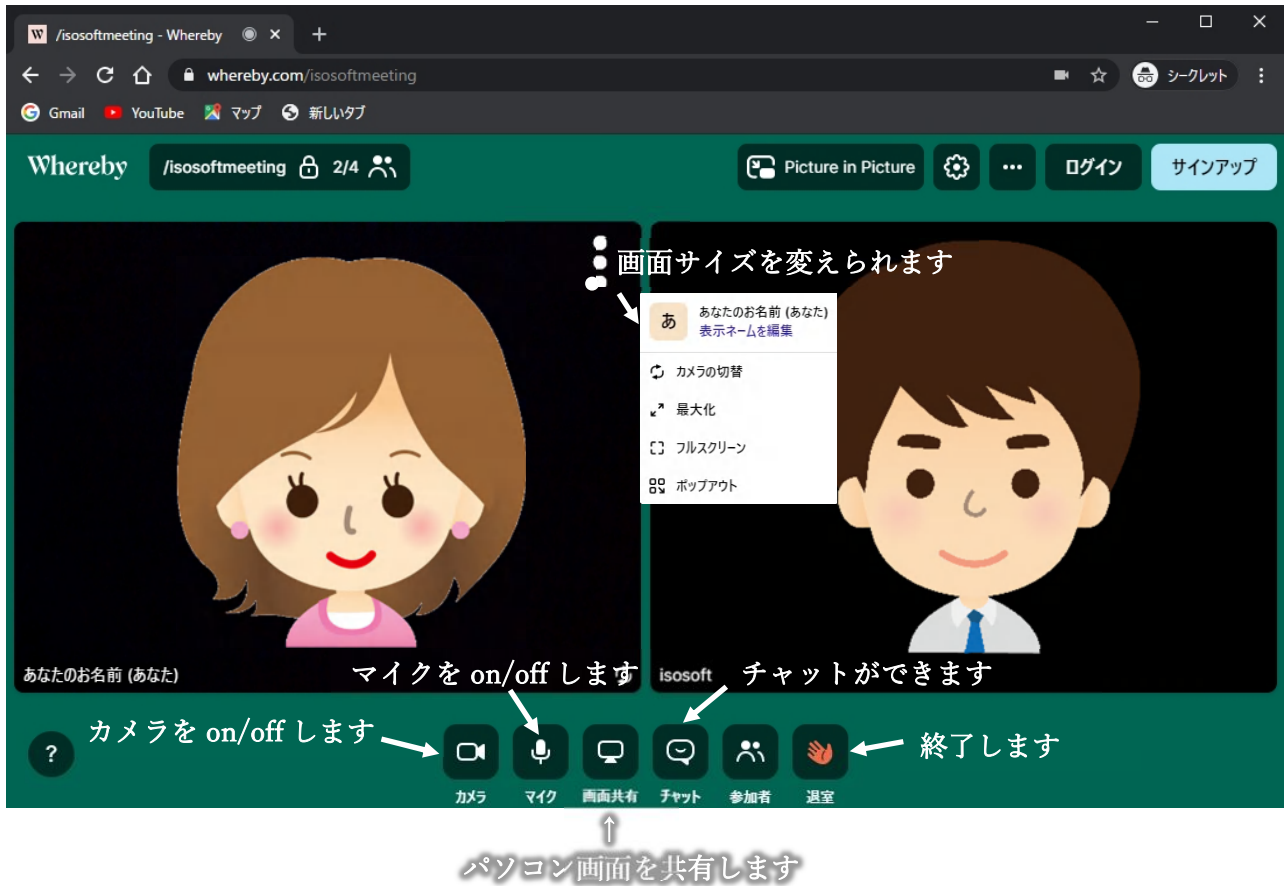 W /isosoftmeeting - Whereby
whereby.com/isosoftmeeting シークレット
Gmail YouTube マップ 新しいタブ
Whereby /isosoftmeeting 2/4 Picture in Picture ログイン サインアップ
画面サイズを変えられます
あ あなたのお名前 (あなた)
表示ネームを編集
カメラの切替
最大化
フルスクリーン
ポップアウト
あなたのお名前 (あなた) マイクを on/off します isosoft チャットができます
? カメラを on/off します 終了します
カメラ マイク 画面共有 チャット 参加者 退室
↑
パソコン画面を共有します